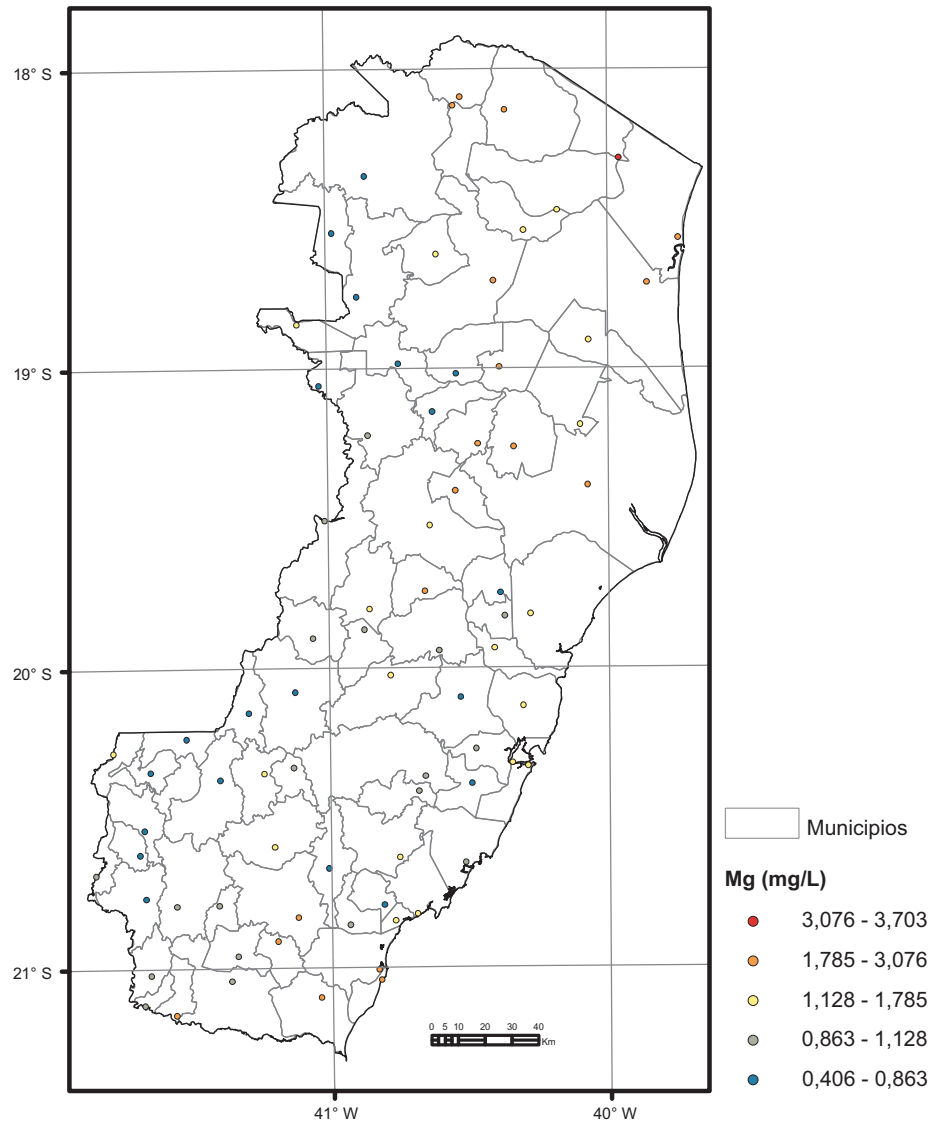 18° S
19° S
20° S
21° S
41° W
40° W
0 5 10 20 30 40
Km
Municipios
Mg (mg/L)
3,076 - 3,703
1,785 - 3,076
1,128 - 1,785
0,863 - 1,128
0,406 - 0,863